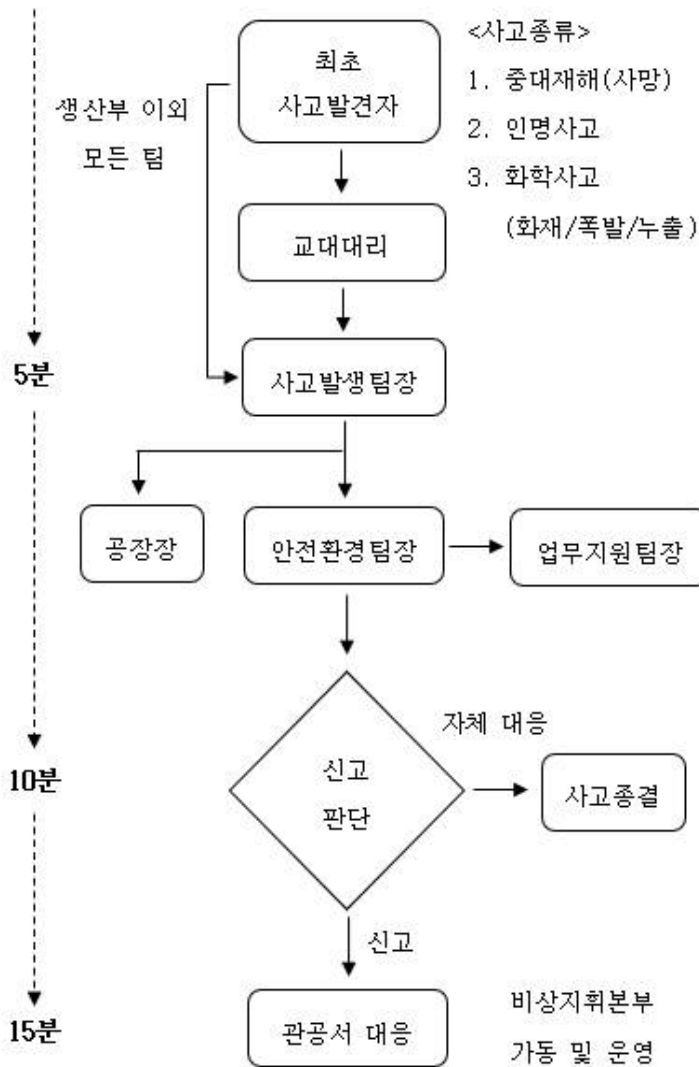 최초
사고발견자
<사고종류>
1. 중대재해(사망)
2. 인명사고
3. 화학사고
(화재/폭발/누출)
생산부 이외
모든 팀
교대대리
5분
사고발생팀장
공장장
안전환경팀장
업무지원팀장
자체 대응
10분
신고
판단
사고종결
신고
15분
관공서 대응
비상지휘본부
가동 및 운영